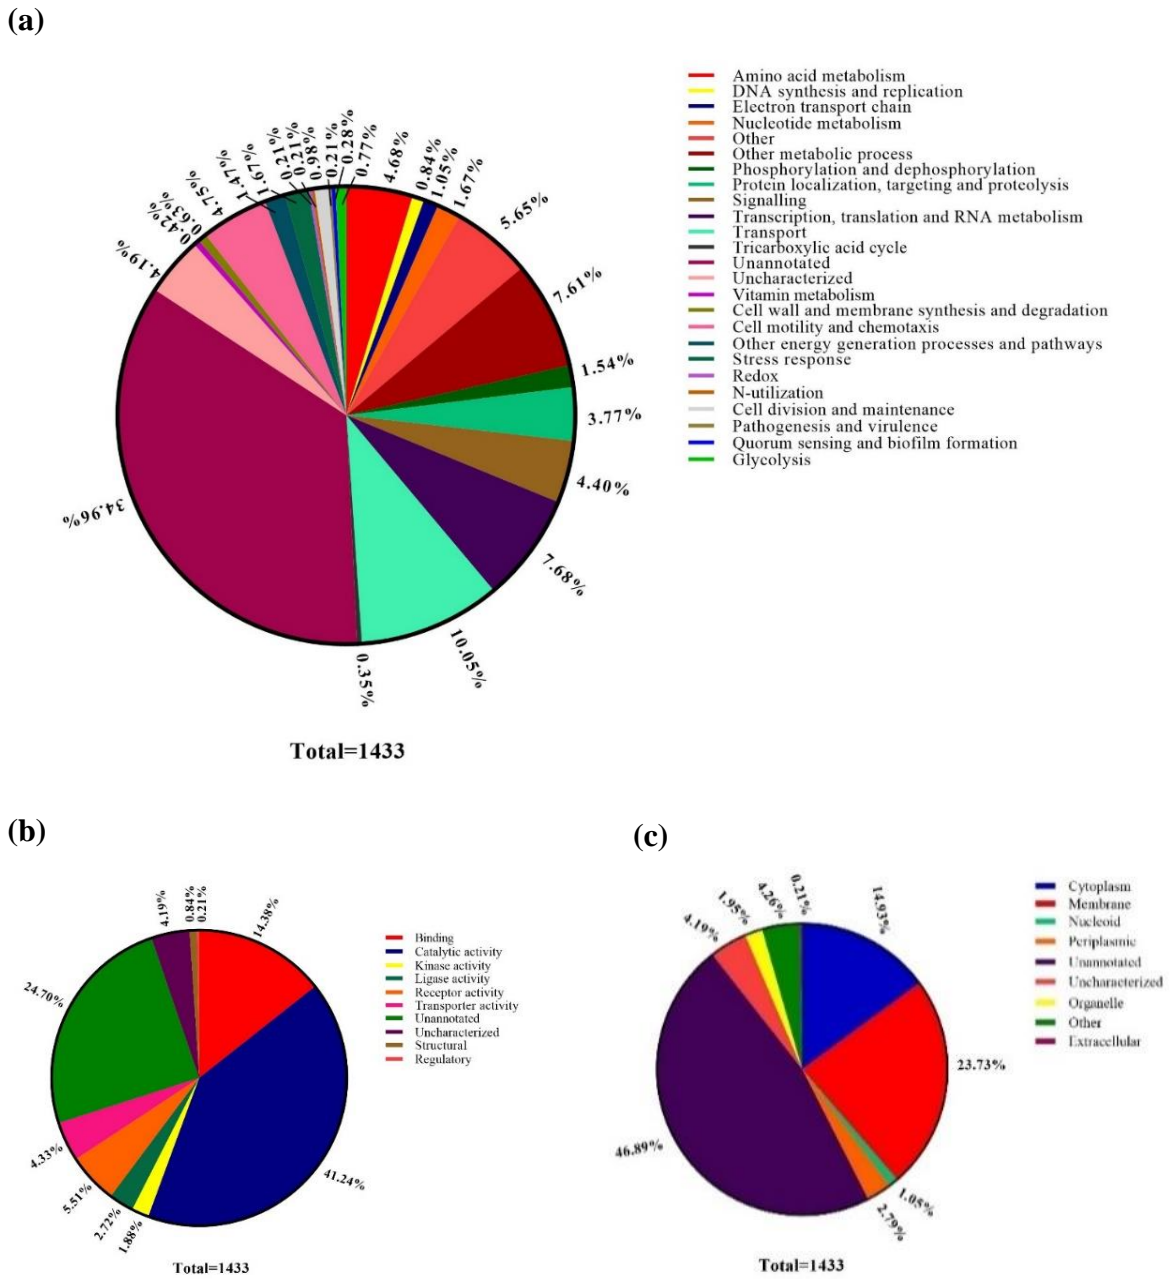 (a)
Amino acid metabolism
DNA synthesis and replication
Electron transport chain
Nucleotide metabolism
Other
Other metabolic process
Phosphorylation and dephosphorylation
Protein localization, targeting and proteolysis
Signalling
Transcription, translation and RNA metabolism
Transport
Tricarboxylic acid cycle
Unannotated
Uncharacterized
Vitamin metabolism
Cell wall and membrane synthesis and degradation
Cell motility and chemotaxis
Other energy generation processes and pathways
Stress response
Redox
N-utilization
Cell division and maintenance
Pathogenesis and virulence
Quorum sensing and biofilm formation
Glycolysis
4.68%
0.84%
1.05%
1.67%
5.65%
7.61%
1.54%
3.77%
4.40%
7.68%
10.05%
0.35%
34.96%
4.19%
0.42%
0.63%
4.75%
1.47%
1.67%
0.21%
0.21%
0.98%
0.21%
0.28%
0.77%
Total=1433
(b)
14.38%
41.24%
1.88%
2.72%
5.51%
4.33%
24.70%
4.19%
0.84%
0.21%
Binding
Catalytic activity
Kinase activity
Ligase activity
Receptor activity
Transporter activity
Unannotated
Uncharacterized
Structural
Regulatory
Total=1433
(c)
14.93%
23.73%
1.05%
2.79%
46.89%
4.19%
1.95%
4.26%
0.21%
Cytoplasm
Membrane
Nucleoid
Periplasmic
Unannotated
Uncharacterized
Organelle
Other
Extracellular
Total=1433